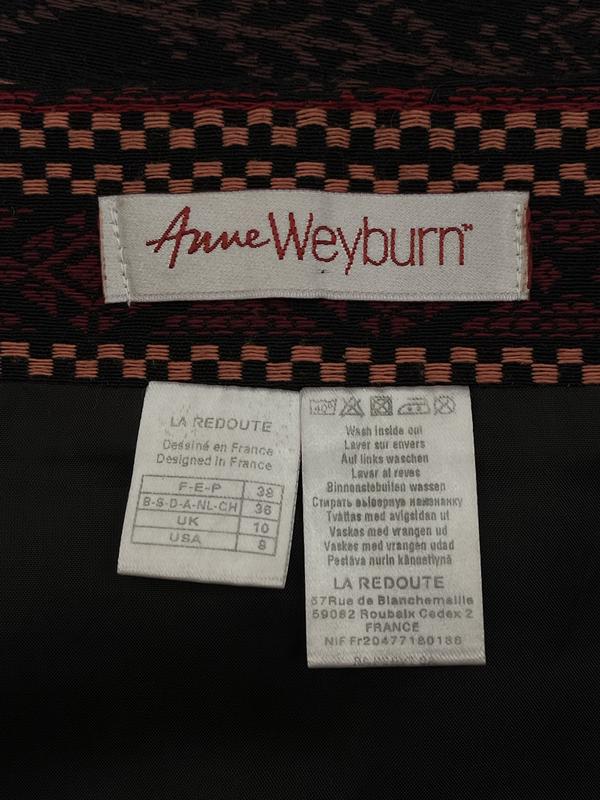 Anne Weyburn™
LA REDOUTE
Dessiné en France
Designed in France
F-E-P 38
B-S-D-A-NL-CH 36
UK 10
USA 8
40°
Wash inside out
Laver sur envers
Auf links waschen
Lavar al reves
Binnenstebuiten wassen
Стирать вывернув наизнанку
Tvättas med avigsidan ut
Vaskes med vrangen ud
Vaskes med vrangen udad
Pestävä nurin kännettynä
LA REDOUTE
57Rue de Blanchemaille
59082 Roubaix Cedex 2
FRANCE
NIF Fr20477180186